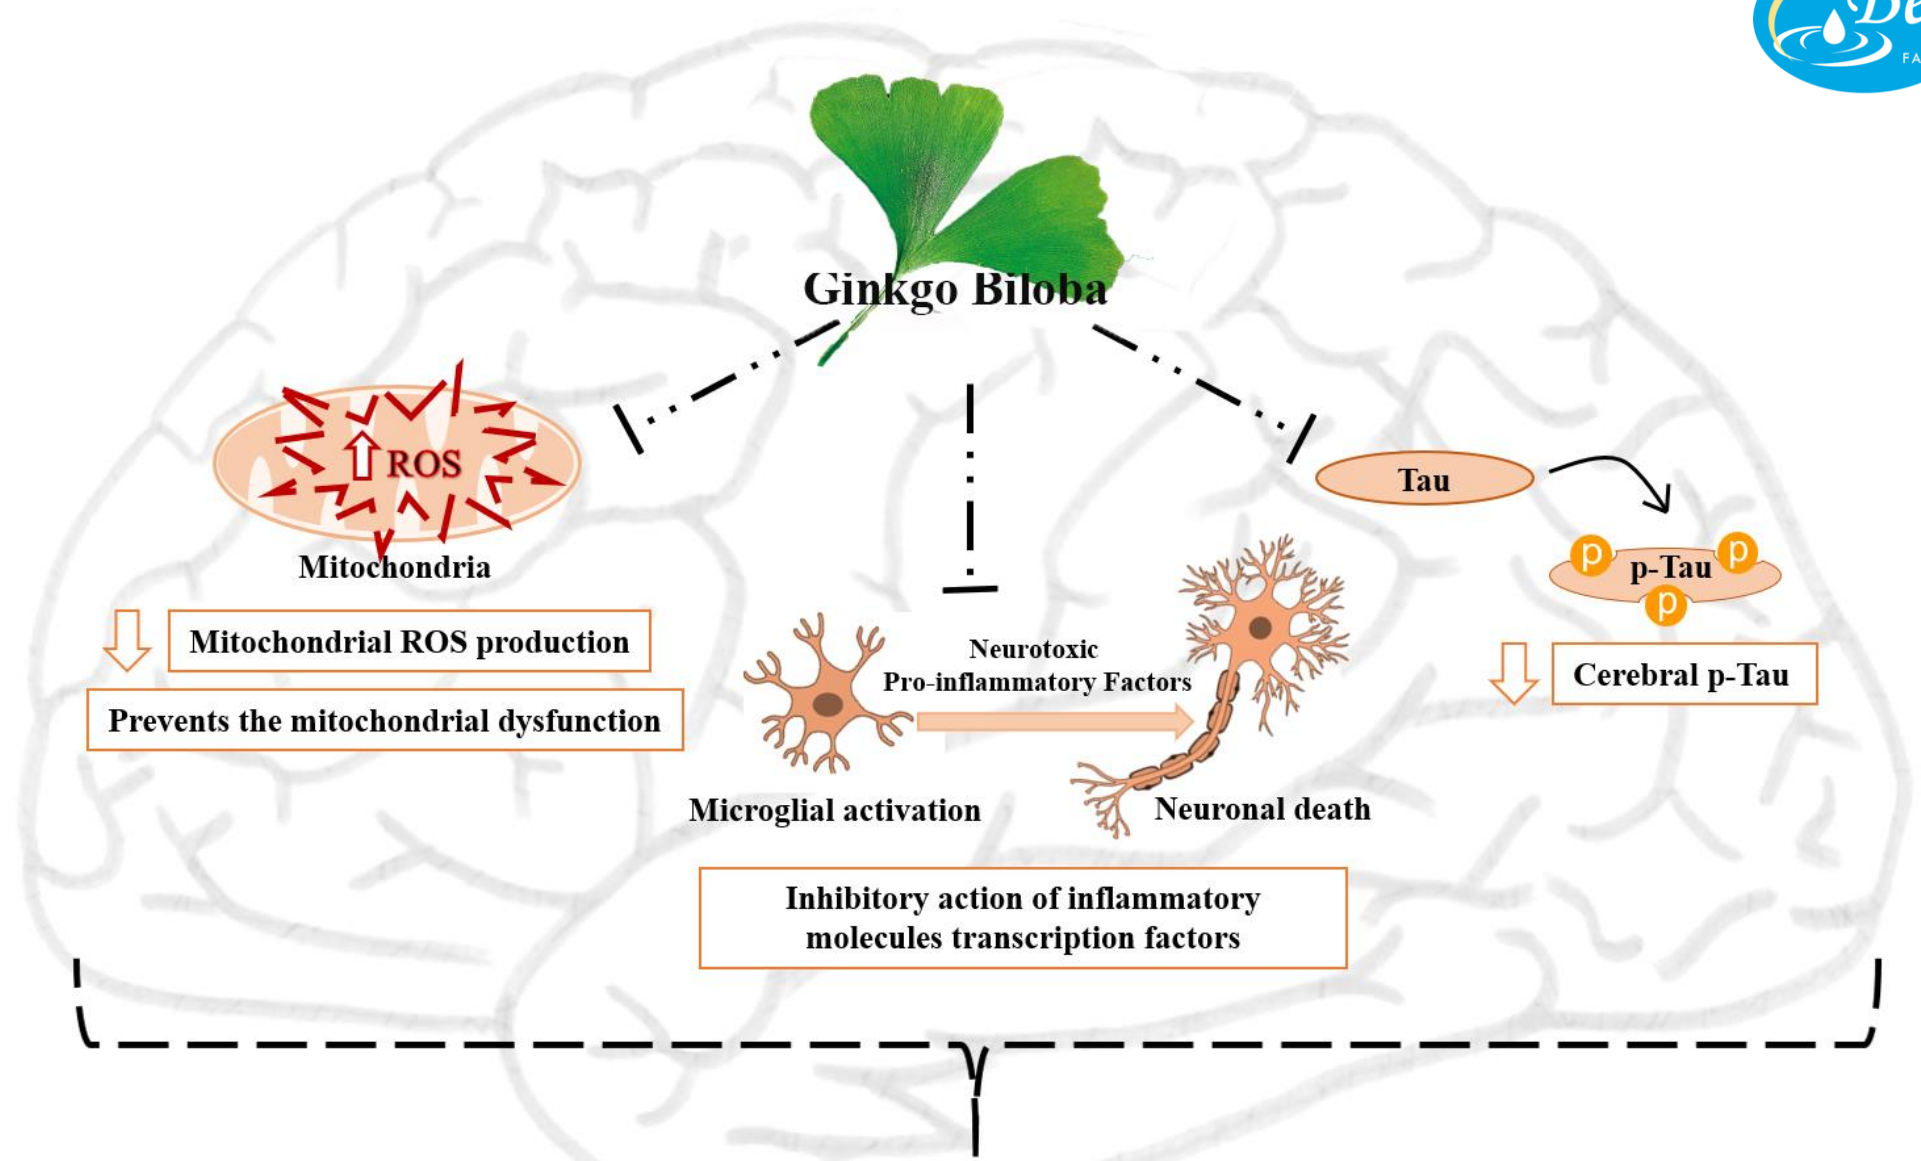 Ginkgo Biloba
ROS
Mitochondria
Mitochondrial ROS production
Prevents the mitochondrial dysfunction
Neurotoxic
Pro-inflammatory Factors
Microglial activation
Neuronal death
Inhibitory action of inflammatory
molecules transcription factors
Tau
p
p
p-Tau
p
Cerebral p-Tau